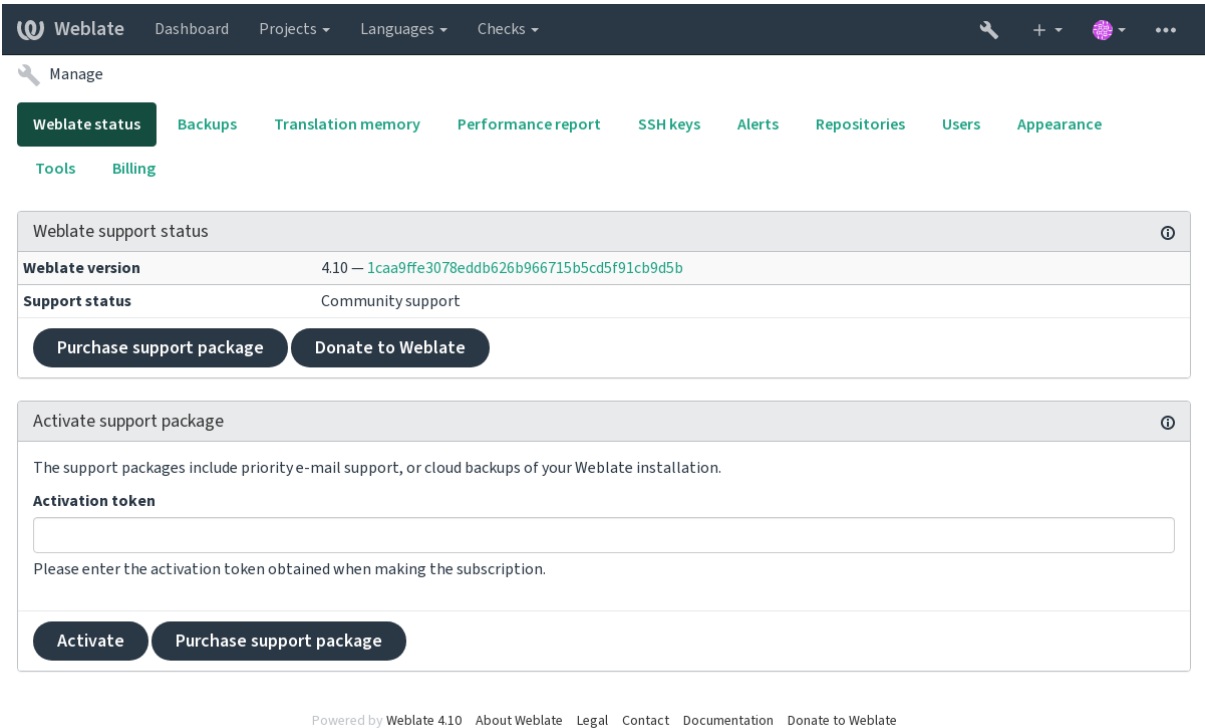 Weblate Dashboard Projects Languages Checks
Manage
Weblate status Backups Translation memory Performance report SSH keys Alerts Repositories Users Appearance
Tools Billing
Weblate support status
Weblate version 4.10 — 1caa9ffe3078eddb626b966715b5cd5f91cb9d5b
Support status Community support
Purchase support package Donate to Weblate
Activate support package
The support packages include priority e-mail support, or cloud backups of your Weblate installation.
Activation token
Please enter the activation token obtained when making the subscription.
Activate Purchase support package
Powered by Weblate 4.10 About Weblate Legal Contact Documentation Donate to Weblate